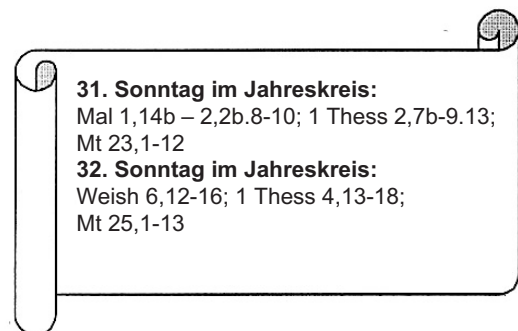 31. Sonntag im Jahreskreis:
Mal 1,14b – 2,2b.8-10; 1 Thess 2,7b-9.13;
Mt 23,1-12
32. Sonntag im Jahreskreis:
Weish 6,12-16; 1 Thess 4,13-18;
Mt 25,1-13